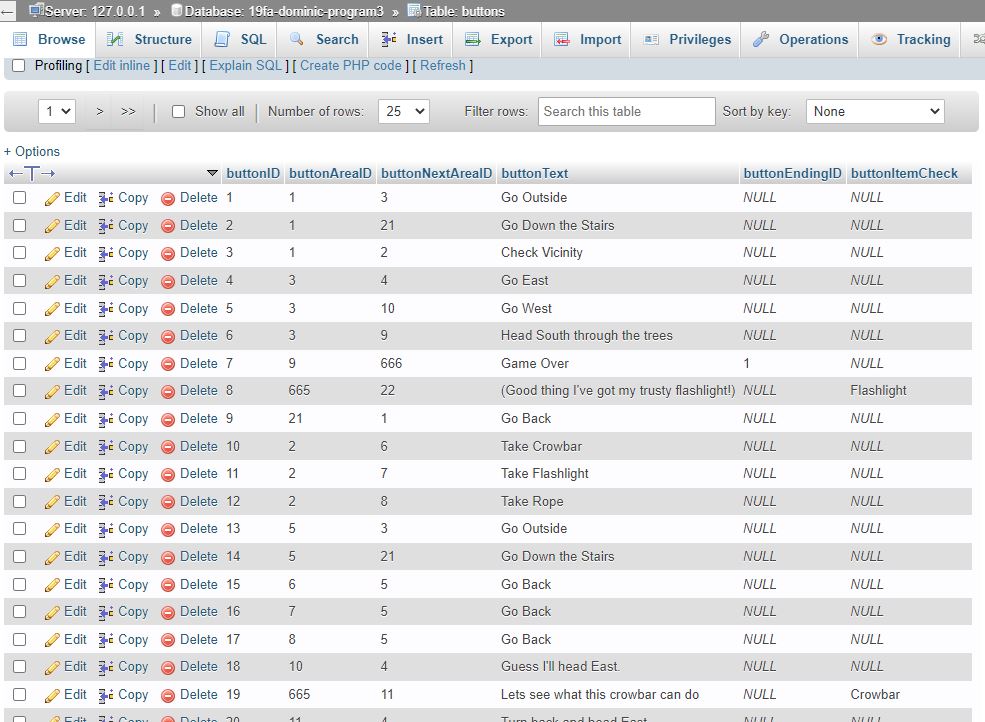 Server: 127.0.0.1 » Database: 19fa-dominic-program3 » Table: buttons
Browse Structure SQL Search Insert Export Import Privileges Operations Tracking
Profiling [ Edit inline ] [ Edit ] [ Explain SQL ] [ Create PHP code ] [ Refresh ]
1 > >> | Show all | Number of rows: 25 Filter rows: Search this table Sort by key: None
+ Options
←T→ buttonID buttonAreaID buttonNextAreaID buttonText buttonEndingID buttonItemCheck
Edit Copy Delete 1 1 3 Go Outside NULL NULL
Edit Copy Delete 2 1 21 Go Down the Stairs NULL NULL
Edit Copy Delete 3 1 2 Check Vicinity NULL NULL
Edit Copy Delete 4 3 4 Go East NULL NULL
Edit Copy Delete 5 3 10 Go West NULL NULL
Edit Copy Delete 6 3 9 Head South through the trees NULL NULL
Edit Copy Delete 7 9 666 Game Over 1 NULL
Edit Copy Delete 8 665 22 (Good thing I've got my trusty flashlight!) NULL Flashlight
Edit Copy Delete 9 21 1 Go Back NULL NULL
Edit Copy Delete 10 2 6 Take Crowbar NULL NULL
Edit Copy Delete 11 2 7 Take Flashlight NULL NULL
Edit Copy Delete 12 2 8 Take Rope NULL NULL
Edit Copy Delete 13 5 3 Go Outside NULL NULL
Edit Copy Delete 14 5 21 Go Down the Stairs NULL NULL
Edit Copy Delete 15 6 5 Go Back NULL NULL
Edit Copy Delete 16 7 5 Go Back NULL NULL
Edit Copy Delete 17 8 5 Go Back NULL NULL
Edit Copy Delete 18 10 4 Guess I'll head East. NULL NULL
Edit Copy Delete 19 665 11 Lets see what this crowbar can do NULL Crowbar
Edit Copy Delete 20 11 4 Turn back and head East NULL NULL